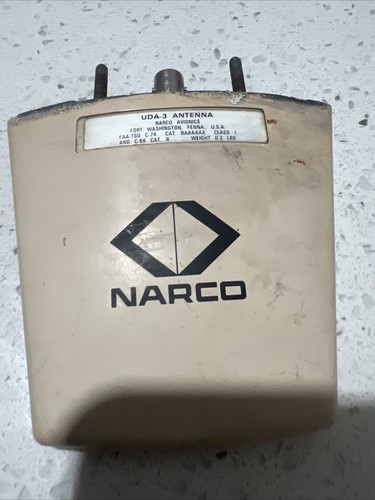 UDA-3 ANTENNA
NARCO AVIONICS
FORT WASHINGTON, PENNA., U.S.A.
FAA-TSO C-74 CAT. BAAAAAX CLASS I
AND C-66 CAT. B WEIGHT 0.2 LBS
NARCO